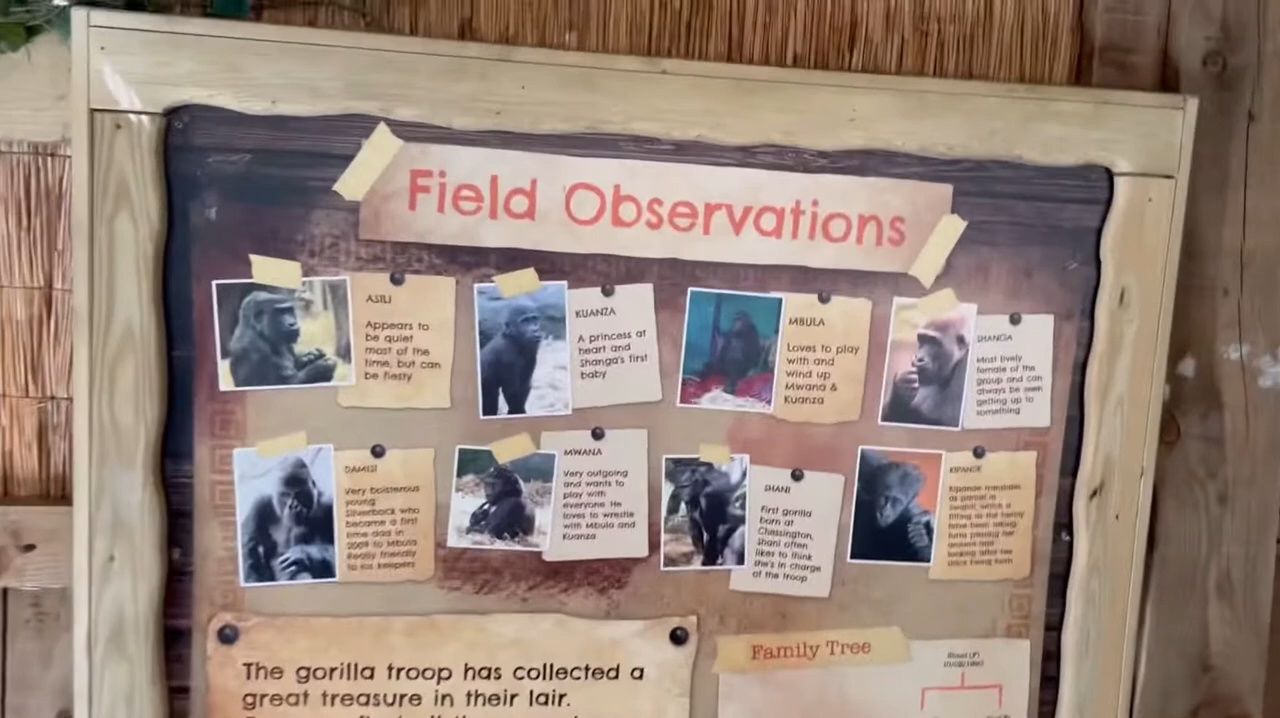 Field Observations
ASILI
Appears to
be quiet
most of the
time, but can
be fiesty
KUANZA
A princess at
heart and
Shanga's first
baby
MBULA
Loves to play
with and
wind up
Mwana &
Kuanza
SHANGA
Most lively
female of the
group and can
always be seen
getting up to
something
DAMISI
Very boisterous
young
Silverback who
became a first
time dad in
2009 to Mbula
Really friendly
to his keepers
MWANA
Very outgoing
and wants to
play with
everyone. He
loves to wrestle
with Mbula and
Kuanza
SHANI
First gorilla
born at
Chessington,
Shani often
likes to think
she's in charge
of the troop
KIPANDE
Kipande translates
looking after her
The gorilla troop has collected a
great treasure in their lair.
Family Tree